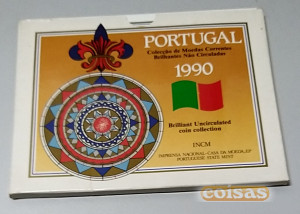 PORTUGAL
Colecção de Moedas Correntes
Brilhantes Não Circuladas
1990
Brilliant Uncirculated
coin collection
INCM
IMPRENSA NACIONAL-CASA DA MOEDA, EP
PORTUGUESE STATE MINT
coisas